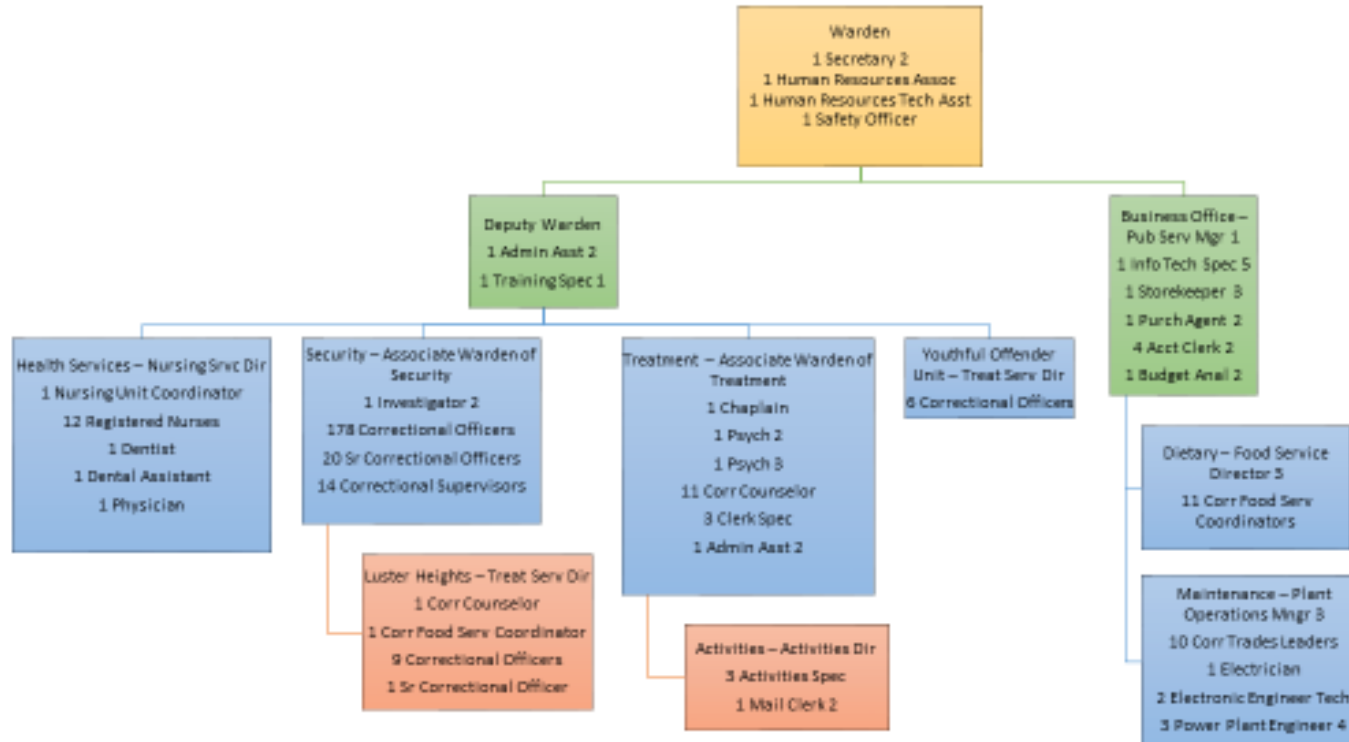 Warden
1 Secretary 2
1 Human Resources Assoc
1 Human Resources Tech Asst
1 Safety Officer
Deputy Warden
1 Admin Asst 2
1 Training Spec 1
Business Office –
Pub Serv Mgr 1
1 Info Tech Spec 5
1 Storekeeper 3
1 Purch Agent 2
4 Acct Clerk 2
1 Budget Anal 2
Health Services – Nursing Srvc Dir
1 Nursing Unit Coordinator
12 Registered Nurses
1 Dentist
1 Dental Assistant
1 Physician
Security – Associate Warden of
Security
1 Investigator 2
178 Correctional Officers
20 Sr Correctional Officers
14 Correctional Supervisors
Treatment – Associate Warden of
Treatment
1 Chaplain
1 Psych 2
1 Psych 3
11 Corr Counselor
3 Clerk Spec
1 Admin Asst 2
Youthful Offender
Unit – Treat Serv Dir
6 Correctional Officers
Dietary – Food Service
Director 3
11 Corr Food Serv
Coordinators
Luster Heights – Treat Serv Dir
1 Corr Counselor
1 Corr Food Serv Coordinator
9 Correctional Officers
1 Sr Correctional Officer
Activities – Activities Dir
3 Activities Spec
1 Mail Clerk 2
Maintenance – Plant
Operations Mngr 3
10 Corr Trades Leaders
1 Electrician
2 Electronic Engineer Tech
3 Power Plant Engineer 4